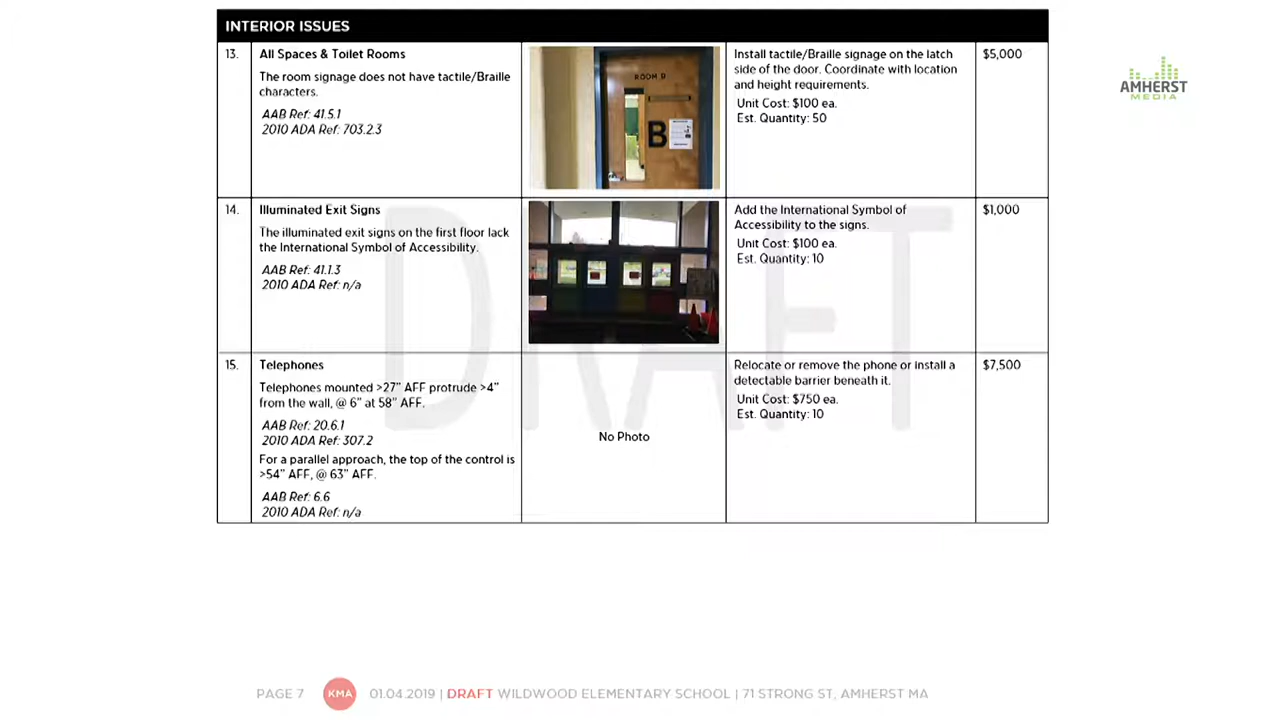 INTERIOR ISSUES
13.
All Spaces & Toilet Rooms
The room signage does not have tactile/Braille
characters.
AAB Ref: 41.5.1
2010 ADA Ref: 703.2.3
ROOM B
B
Install tactile/Braille signage on the latch
side of the door. Coordinate with location
and height requirements.
Unit Cost: $100 ea.
Est. Quantity: 50
$5,000
AMHERST
MEDIA
14.
Illuminated Exit Signs
The illuminated exit signs on the first floor lack
the International Symbol of Accessibility.
AAB Ref: 41.1.3
2010 ADA Ref: n/a
Add the International Symbol of
Accessibility to the signs.
Unit Cost: $100 ea.
Est. Quantity: 10
$1,000
15.
Telephones
Telephones mounted >27” AFF protrude >4”
from the wall, @ 6” at 58” AFF.
AAB Ref: 20.6.1
2010 ADA Ref: 307.2
For a parallel approach, the top of the control is
>54” AFF, @ 63” AFF.
AAB Ref: 6.6
2010 ADA Ref: n/a
No Photo
Relocate or remove the phone or install a
detectable barrier beneath it.
Unit Cost: $750 ea.
Est. Quantity: 10
$7,500
DRAFT
PAGE 7 KMA 01.04.2019 | DRAFT WILDWOOD ELEMENTARY SCHOOL | 71 STRONG ST, AMHERST MA